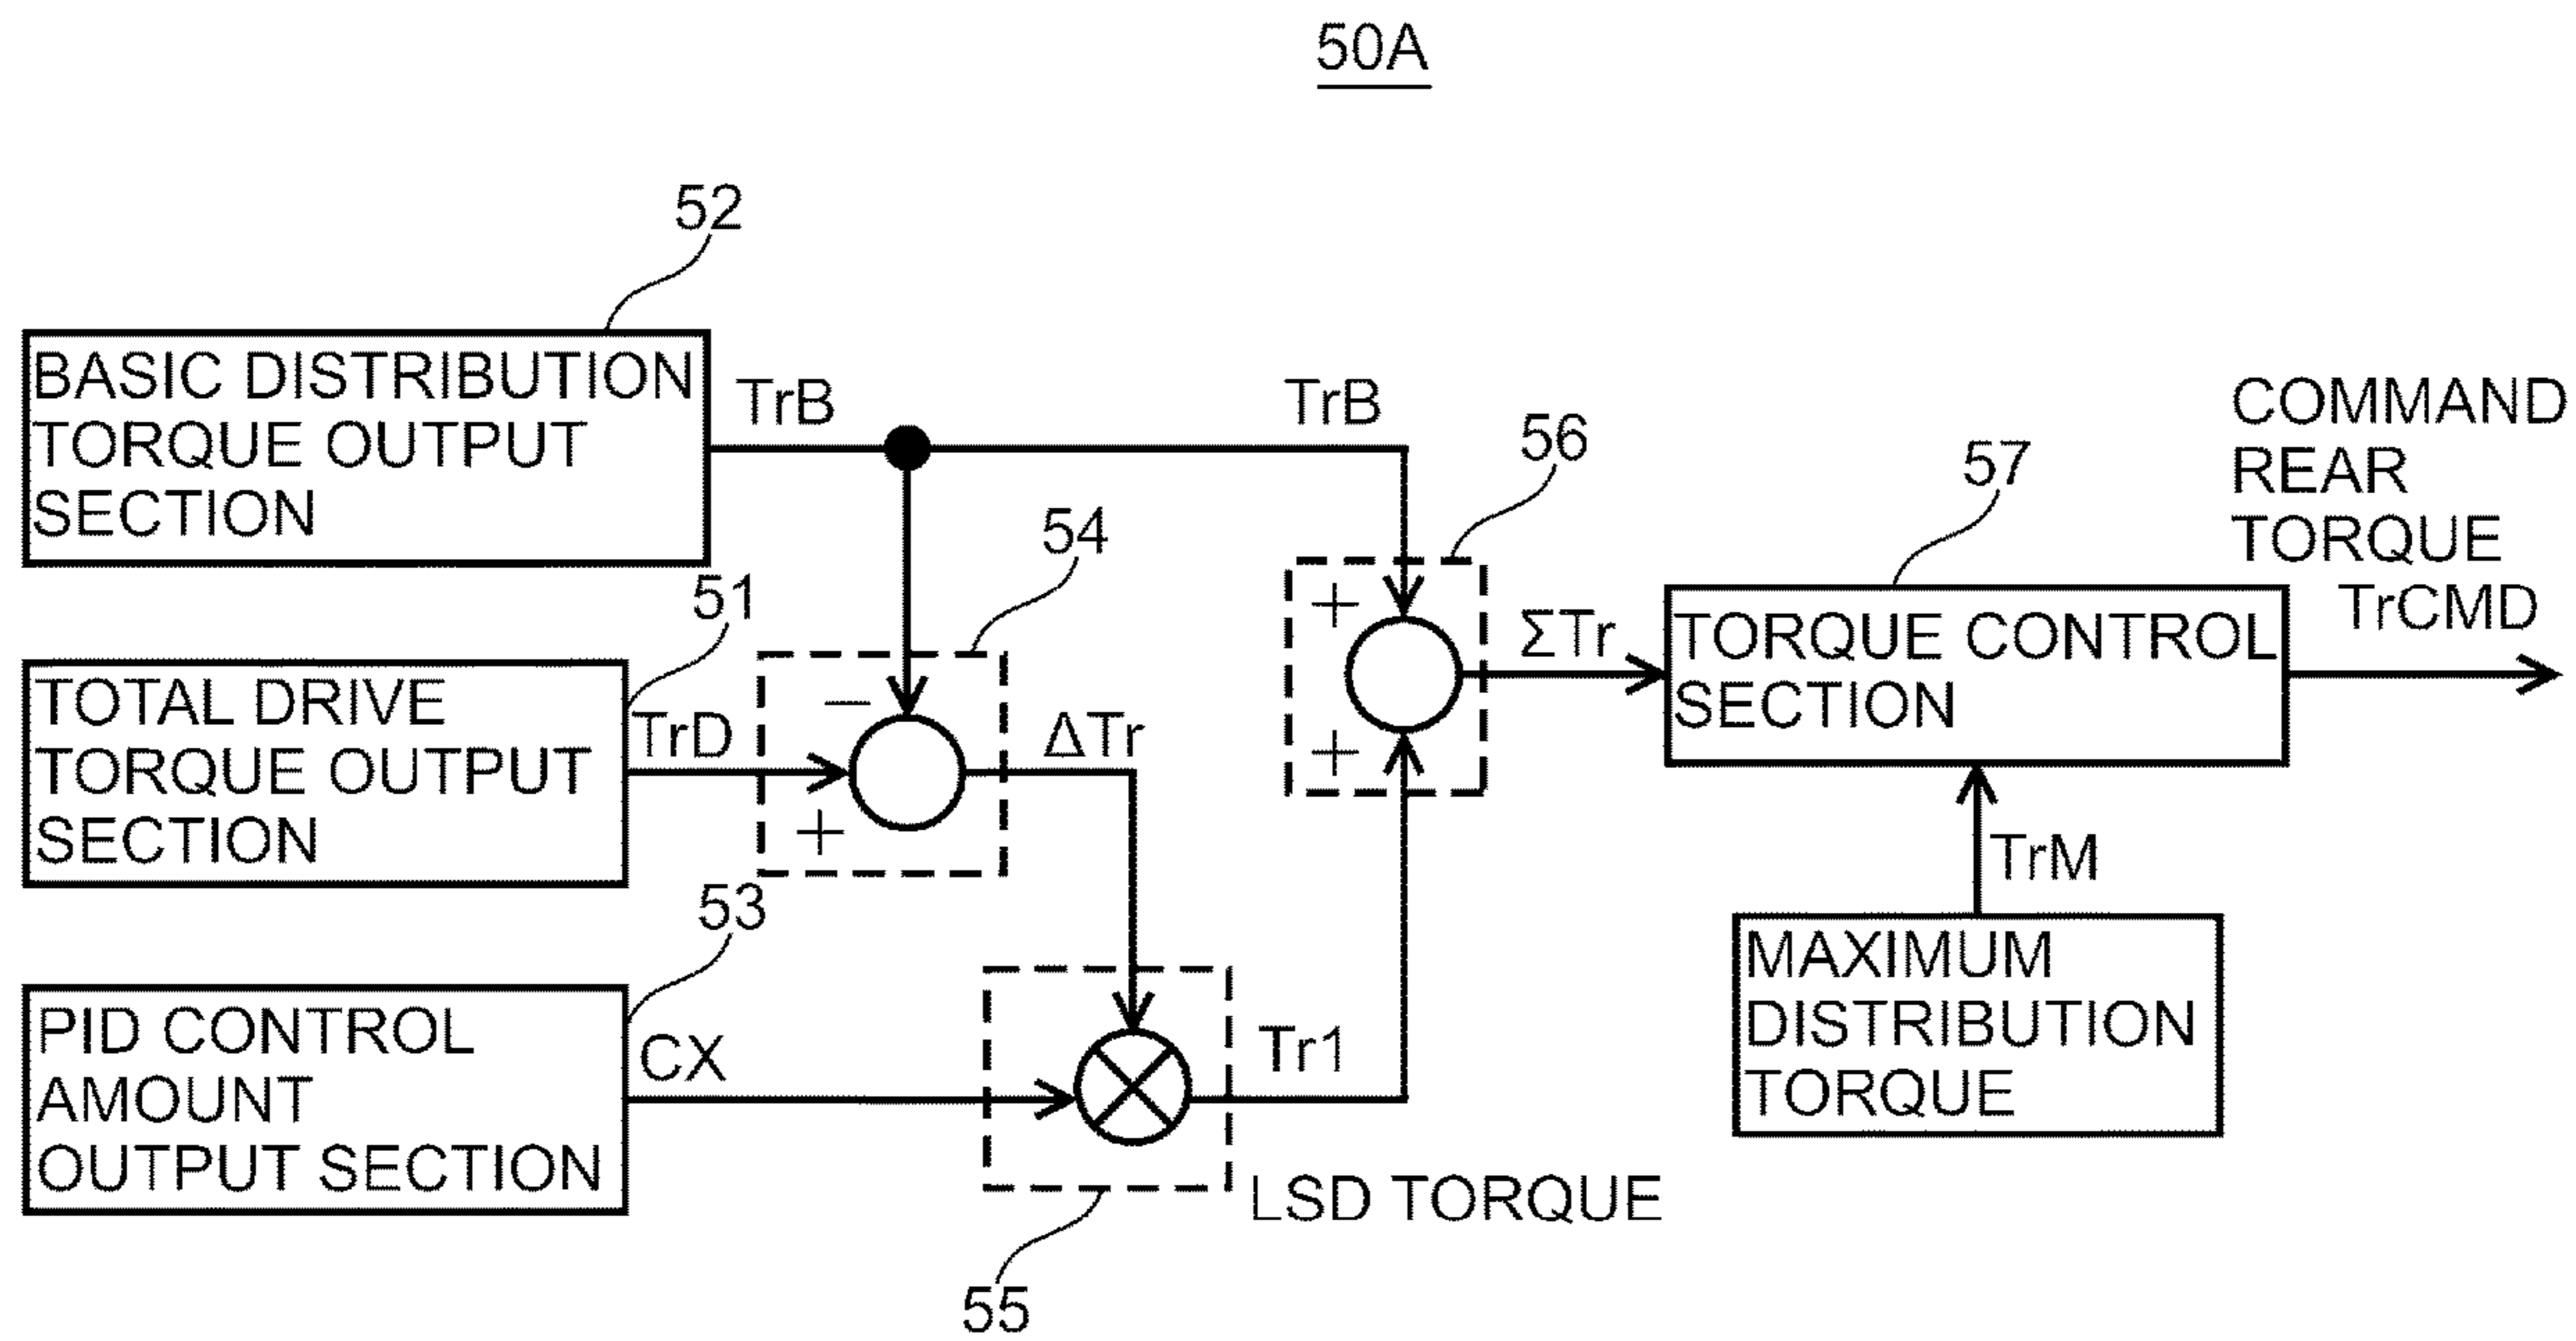 50A
52
BASIC DISTRIBUTION
TORQUE OUTPUT
SECTION
TrB
TrB
56
57
COMMAND
REAR
TORQUE
TrCMD
54
51
TOTAL DRIVE
TORQUE OUTPUT
SECTION
TrD
−
+
ΔTr
+
+
ΣTr
TORQUE CONTROL
SECTION
TrM
MAXIMUM
DISTRIBUTION
TORQUE
53
PID CONTROL
AMOUNT
OUTPUT SECTION
CX
Tr1
LSD TORQUE
55